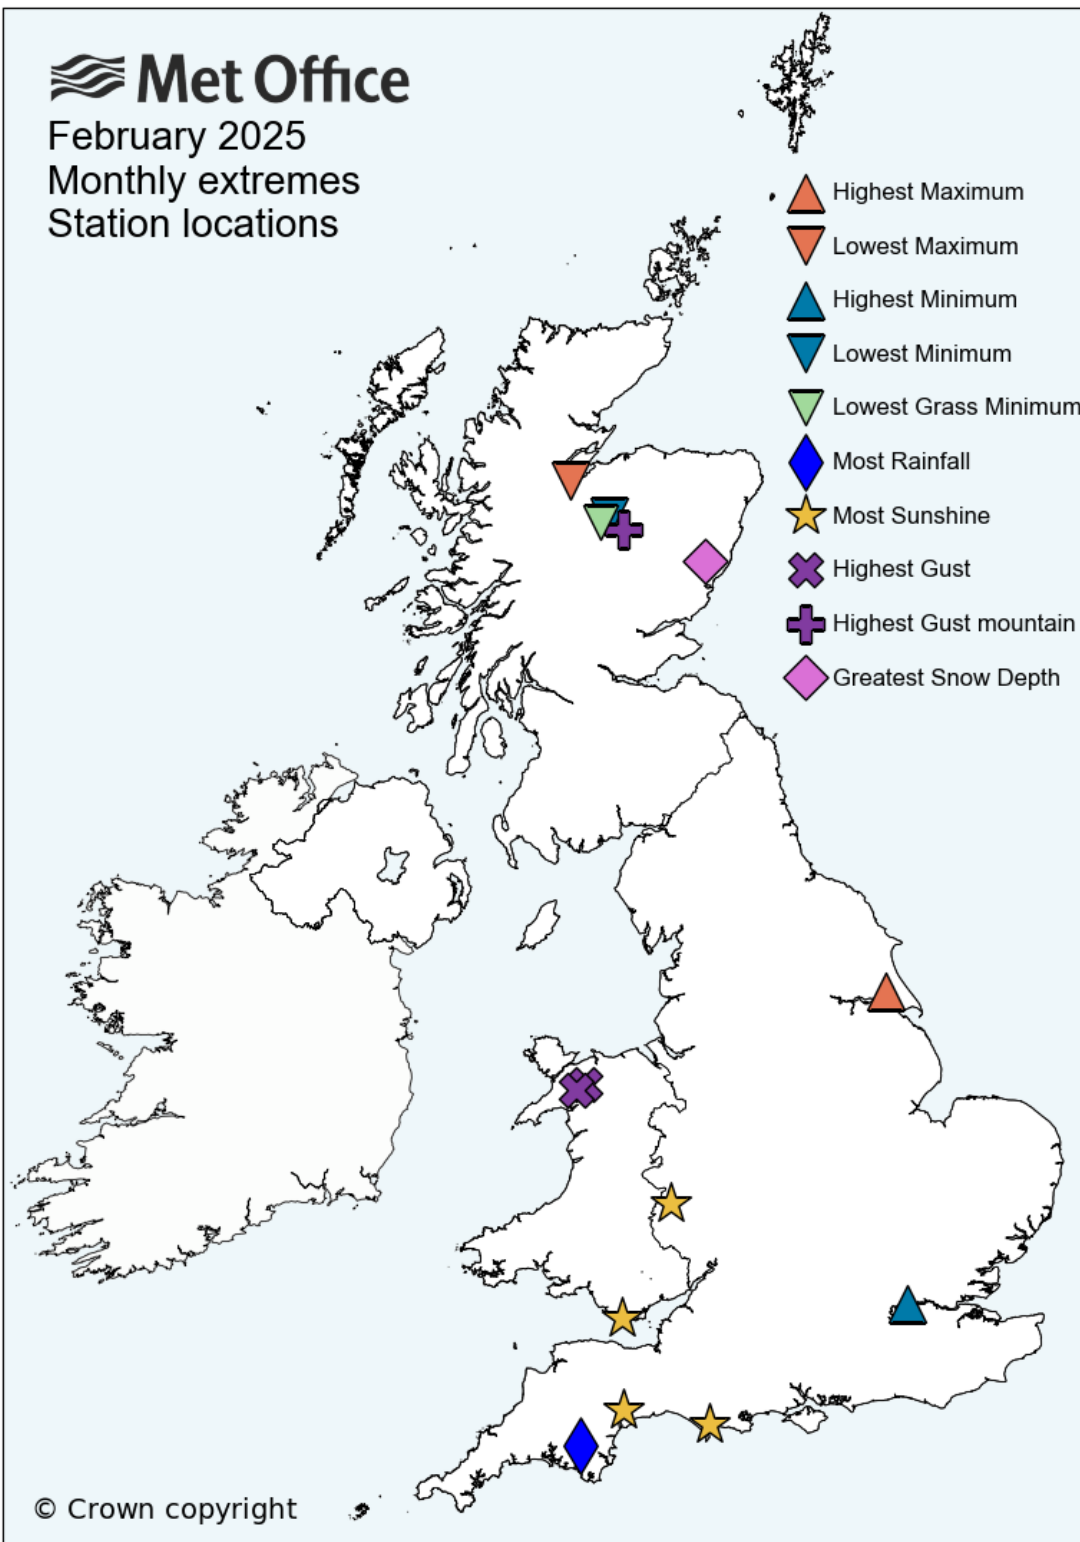 Met Office
February 2025
Monthly extremes
Station locations
Highest Maximum
Lowest Maximum
Highest Minimum
Lowest Minimum
Lowest Grass Minimum
Most Rainfall
Most Sunshine
Highest Gust
Highest Gust mountain
Greatest Snow Depth
© Crown copyright